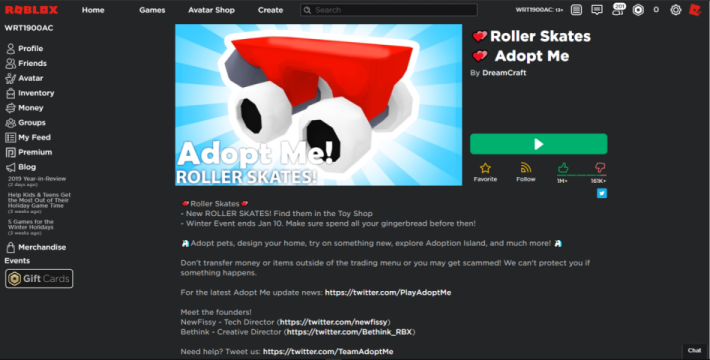 ROBLOX
Home Games Avatar Shop Create Search WRT1900AC: 13+ 201 0
WRT1900AC
Profile
Friends
Avatar
Inventory
Money
Groups
My Feed
Premium
Blog
2019 Year-in-Review
(2 days ago)
Help Kids & Teens Get
the Most Out of Their
Holiday Game Time
(3 weeks ago)
5 Games for the
Winter Holidays
(3 weeks ago)
Merchandise
Events
Gift Cards
Adopt Me!
ROLLER SKATES!
Roller Skates
Adopt Me
By DreamCraft
Favorite Follow 1M+ 161K+
Roller Skates
- New ROLLER SKATES! Find them in the Toy Shop
- Winter Event ends Jan 10. Make sure spend all your gingerbread before then!
Adopt pets, design your home, try on something new, explore Adoption Island, and much more!
Don't transfer money or items outside of the trading menu or you may get scammed! We can't protect you if
something happens.
For the latest Adopt Me update news: https://twitter.com/PlayAdoptMe
Meet the founders!
NewFissy - Tech Director (https://twitter.com/newfissy)
Bethink - Creative Director (https://twitter.com/Bethink_RBX)
Need help? Tweet us: https://twitter.com/TeamAdoptMe
Chat